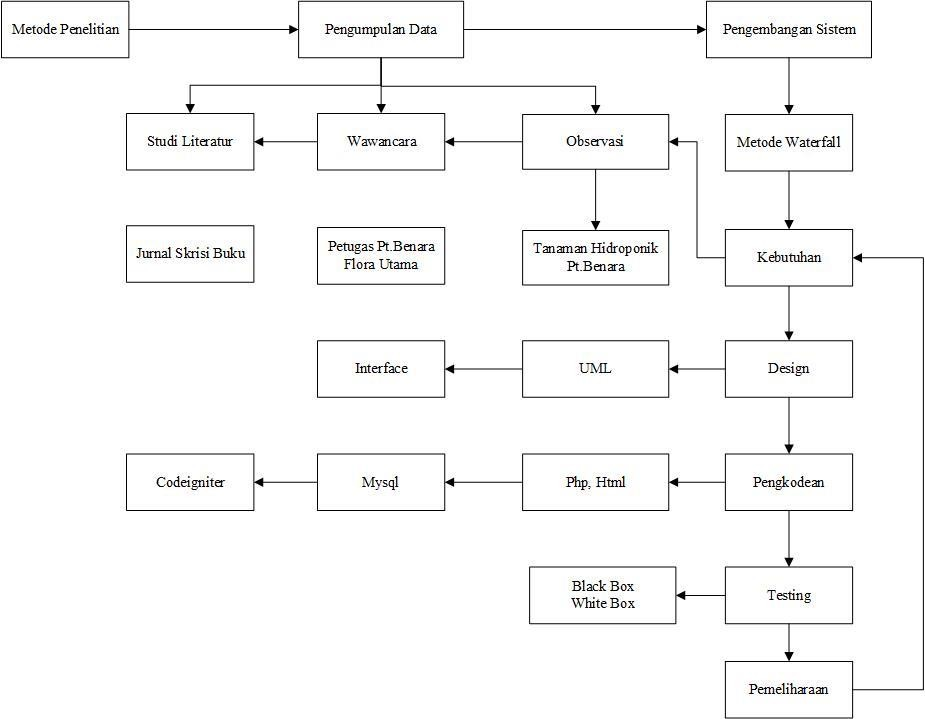 Metode Penelitian
Pengumpulan Data
Pengembangan Sistem
Studi Literatur
Wawancara
Observasi
Metode Waterfall
Jurnal Skrisi Buku
Petugas Pt.Benara
Flora Utama
Tanaman Hidroponik
Pt.Benara
Kebutuhan
Interface
UML
Design
Codeigniter
Mysql
Php, Html
Pengkodean
Black Box
White Box
Testing
Pemeliharaan